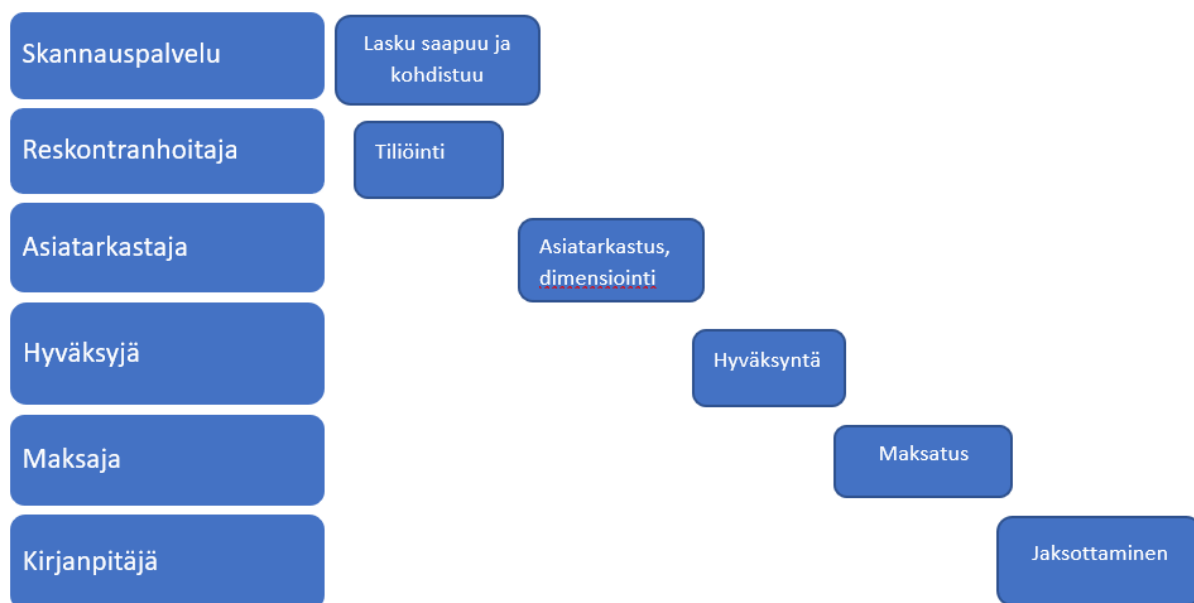 Skannauspalvelu
Lasku saapuu ja
kohdistuu
Reskontranhoitaja
Tiliöinti
Asiatarkastaja
Asiatarkastus,
dimensiointi
Hyväksyjä
Hyväksyntä
Maksaja
Maksatus
Kirjanpitäjä
Jaksottaminen